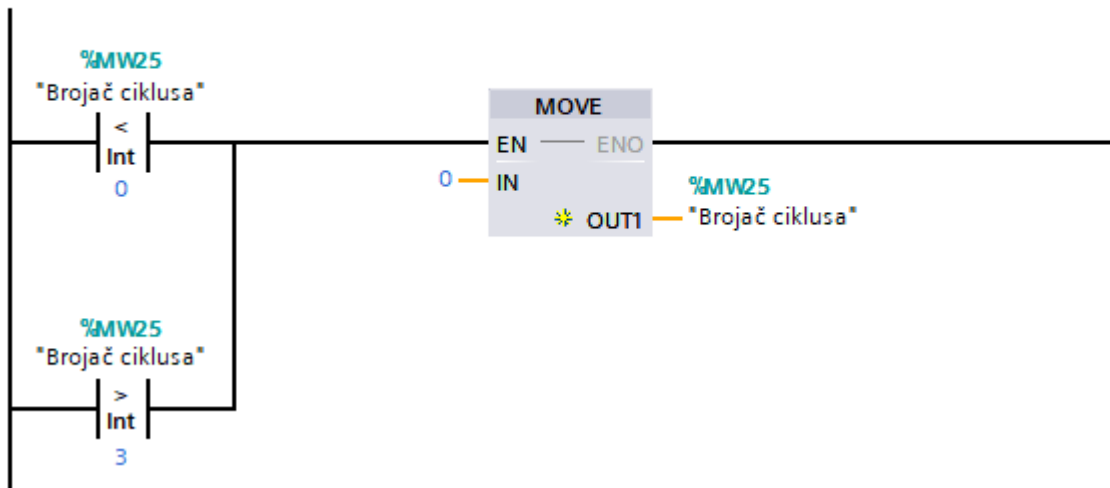 %MW25
"Brojač ciklusa"
<
Int
0
MOVE
EN ENO
0 IN
OUT1
%MW25
"Brojač ciklusa"
%MW25
"Brojač ciklusa"
>
Int
3